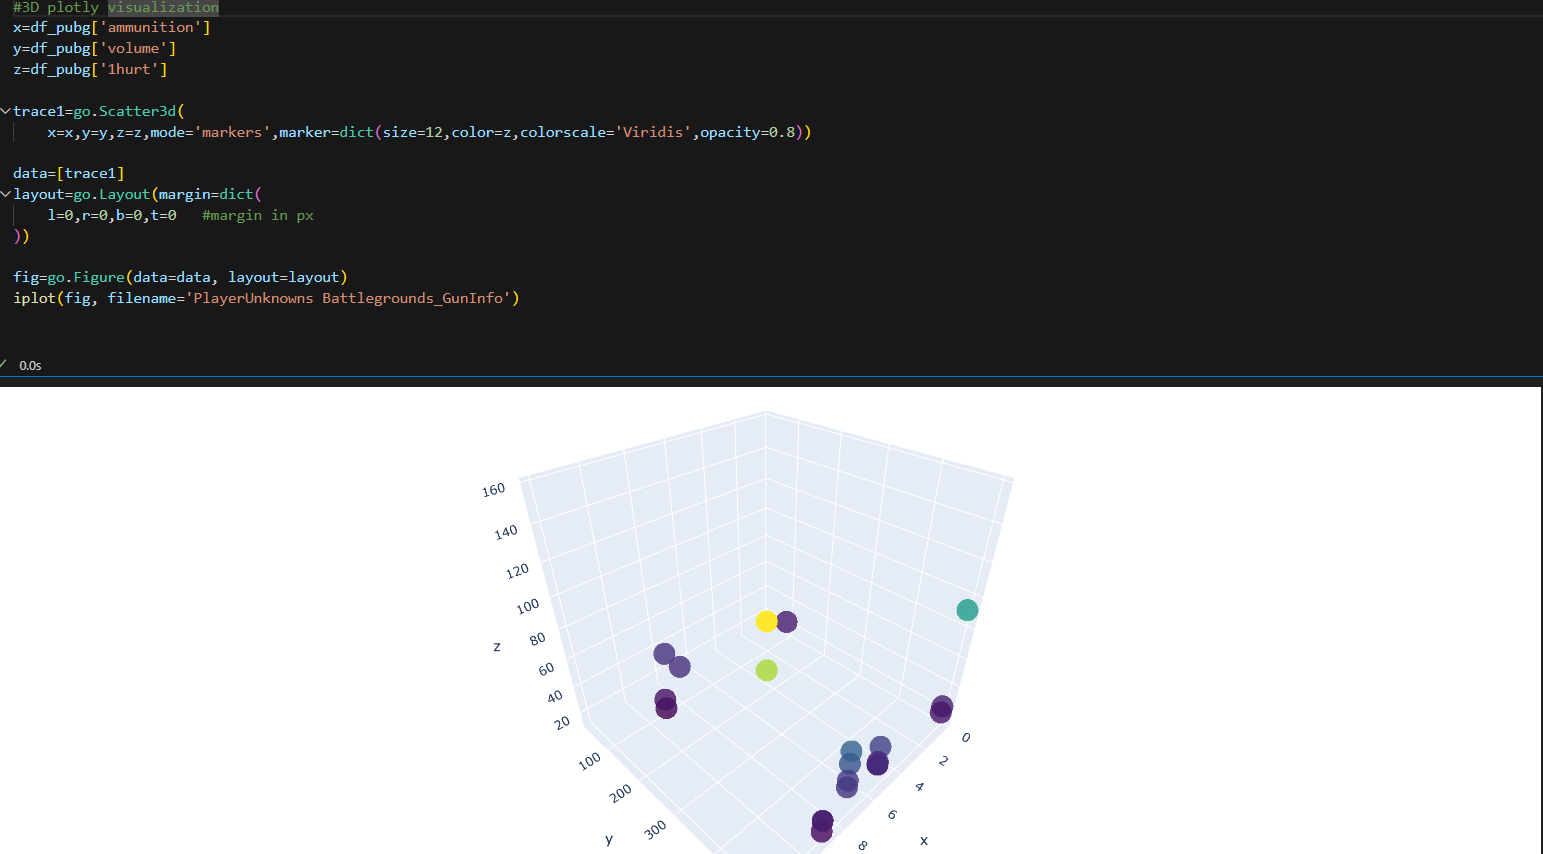 #3D plotly visualization
x=df_pubg['ammunition']
y=df_pubg['volume']
z=df_pubg['1hurt']
trace1=go.Scatter3d(
x=x,y=y,z=z,mode='markers',marker=dict(size=12,color=z,colorscale='Viridis',opacity=0.8))
data=[trace1]
layout=go.Layout(margin=dict(
l=0,r=0,b=0,t=0   #margin in px
))
fig=go.Figure(data=data, layout=layout)
iplot(fig, filename='PlayerUnknowns Battlegrounds_GunInfo')
0.0s
160
140
120
100
80
z
60
40
20
0
100
2
4
200
6
300
y
x
8